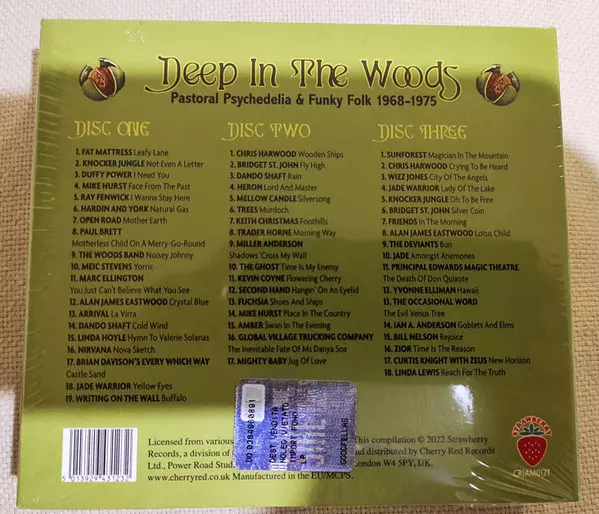 Deep In The Woods
Pastoral Psychedelia & Funky Folk 1968-1975
DISC ONE
1. FAT MATTRESS Leafy Lane
2. KNOCKER JUNGLE Not Even A Letter
3. DUFFY POWER I Need You
4. MIKE HURST Face From The Past
5. RAY FENWICK I Wanna Stay Here
6. HARDIN AND YORK Natural Gas
7. OPEN ROAD Mother Earth
8. PAUL BRETT
Motherless Child On A Merry-Go-Round
9. THE WOODS BAND Noisey Johnny
10. MEIC STEVENS Yorric
11. MARC ELLINGTON
You Just Can't Believe What You See
12. ALAN JAMES EASTWOOD Crystal Blue
13. ARRIVAL La Virra
14. DANDO SHAFT Cold Wind
15. LINDA HOYLE Hymn To Valerie Solanas
16. NIRVANA Nova Sketch
17. BRIAN DAVISON'S EVERY WHICH WAY
Castle Sand
18. JADE WARRIOR Yellow Eyes
19. WRITING ON THE WALL Buffalo
DISC TWO
1. CHRIS HARWOOD Wooden Ships
2. BRIDGET ST. JOHN Fly High
3. DANDO SHAFT Rain
4. HERON Lord And Master
5. MELLOW CANDLE Silversong
6. TREES Murdoch
7. KEITH CHRISTMAS Foothills
8. TRADER HORNE Morning Way
9. MILLER ANDERSON
Shadows 'Cross My Wall
10. THE GHOST Time Is My Enemy
11. KEVIN COYNE Flowering Cherry
12. SECOND HAND Hangin' On An Eyelid
13. FUCHSIA Shoes And Ships
14. MIKE HURST Place In The Country
15. AMBER Swan In The Evening
16. GLOBAL VILLAGE TRUCKING COMPANY
The Inevitable Fate Of Ms Danya Sox
17. MIGHTY BABY Jug Of Love
DISC THREE
1. SUNFOREST Magician In The Mountain
2. CHRIS HARWOOD Crying To Be Heard
3. WIZZ JONES City Of The Angels
4. JADE WARRIOR Lady Of The Lake
5. KNOCKER JUNGLE Oh To Be Free
6. BRIDGET ST. JOHN Silver Coin
7. FRIENDS In The Morning
8. ALAN JAMES EASTWOOD Lotus Child
9. THE DEVIANTS Bun
10. JADE Amongst Anemones
11. PRINCIPAL EDWARDS MAGIC THEATRE
The Death Of Don Quixote
12. YVONNE ELLIMAN Hawaii
13. THE OCCASIONAL WORD
The Evil Venus Tree
14. IAN A. ANDERSON Goblets And Elms
15. BILL NELSON Rejoice
16. ZIOR Time Is The Reason
17. CURTIS KNIGHT WITH ZEUS New Horizon
18. LINDA LEWIS Reach For The Truth
5 013929 431232
Licensed from various This compilation © 2022 Strawberry
Records, a division of and distributed by Cherry Red Records
Ltd., Power Road Stud London W4 5PY, UK.
www.cherryred.co.uk Manufactured in the EU/MCPS.
GOODFELLAS
STRAWBERRY
CRJAM012T